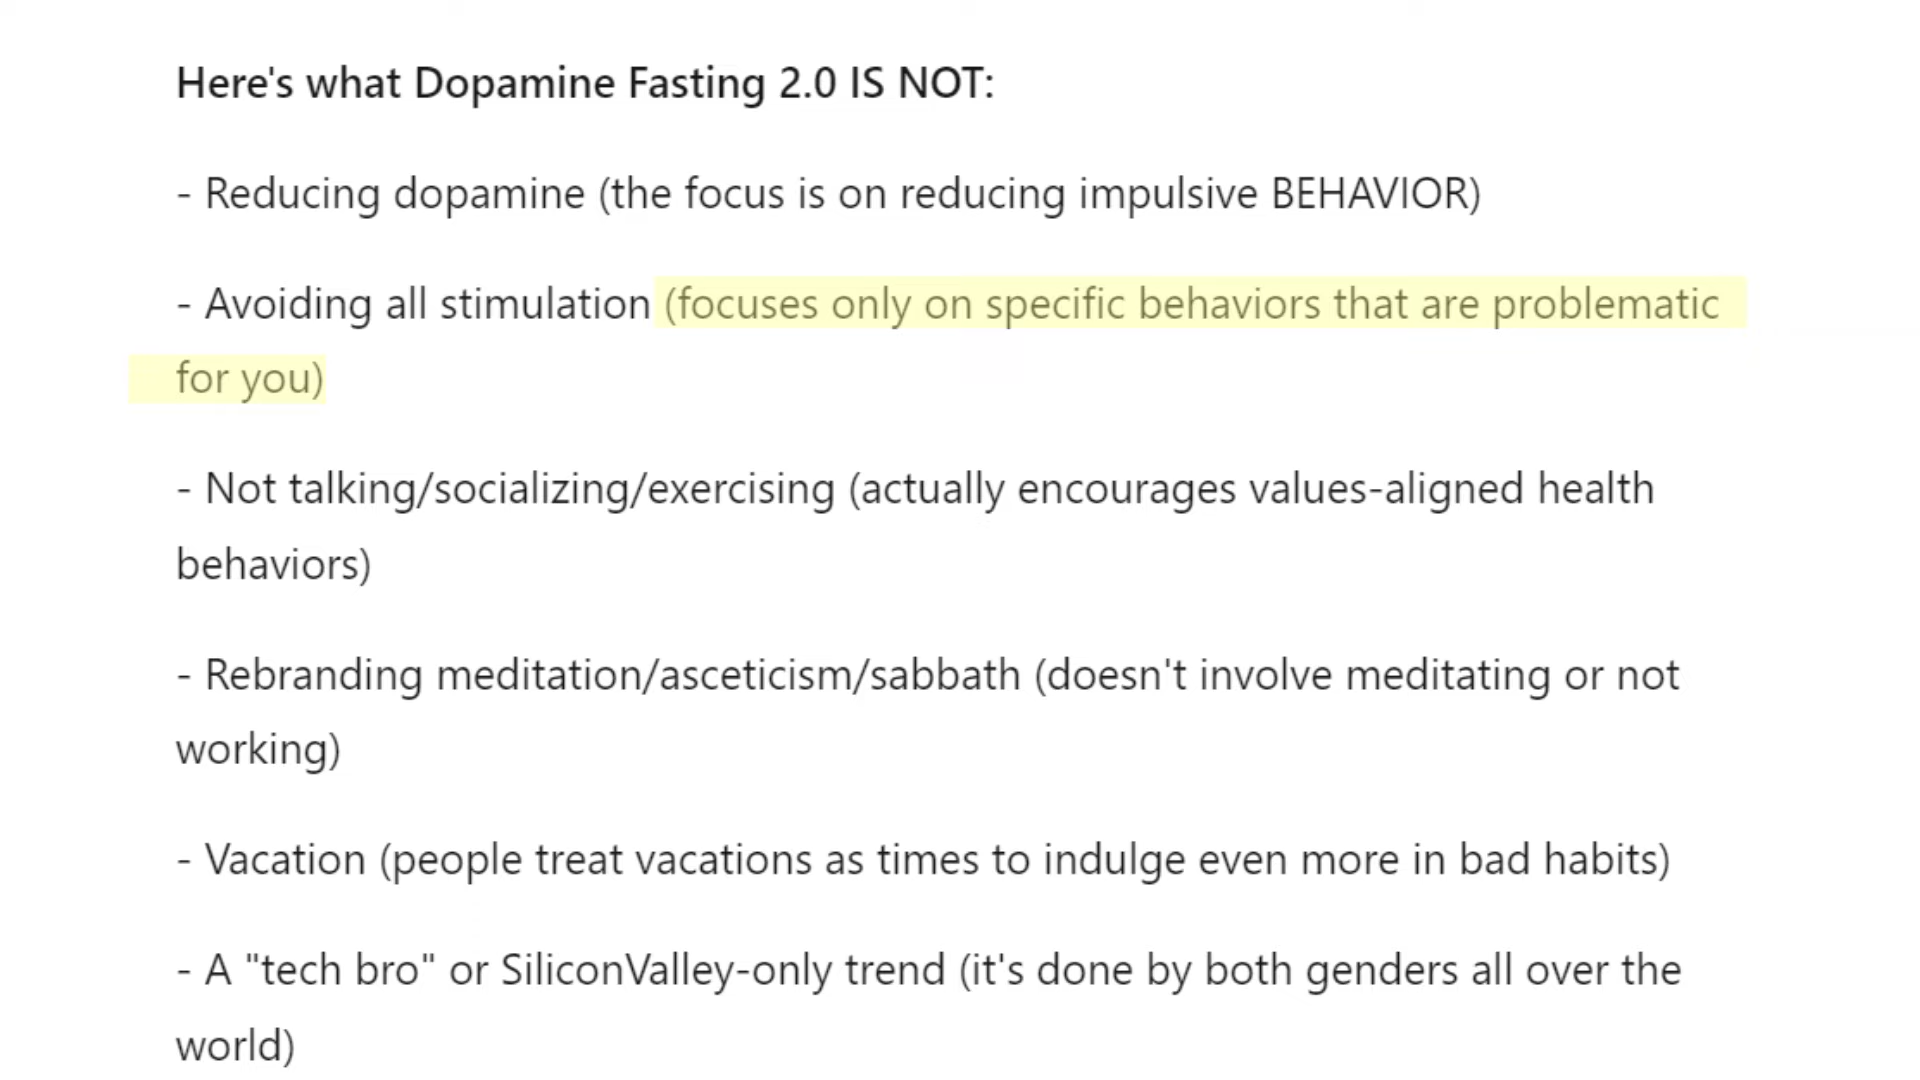 Here's what Dopamine Fasting 2.0 IS NOT:
- Reducing dopamine (the focus is on reducing impulsive BEHAVIOR)
- Avoiding all stimulation (focuses only on specific behaviors that are problematic
for you)
- Not talking/socializing/exercising (actually encourages values-aligned health
behaviors)
- Rebranding meditation/asceticism/sabbath (doesn't involve meditating or not
working)
- Vacation (people treat vacations as times to indulge even more in bad habits)
- A "tech bro" or SiliconValley-only trend (it's done by both genders all over the
world)